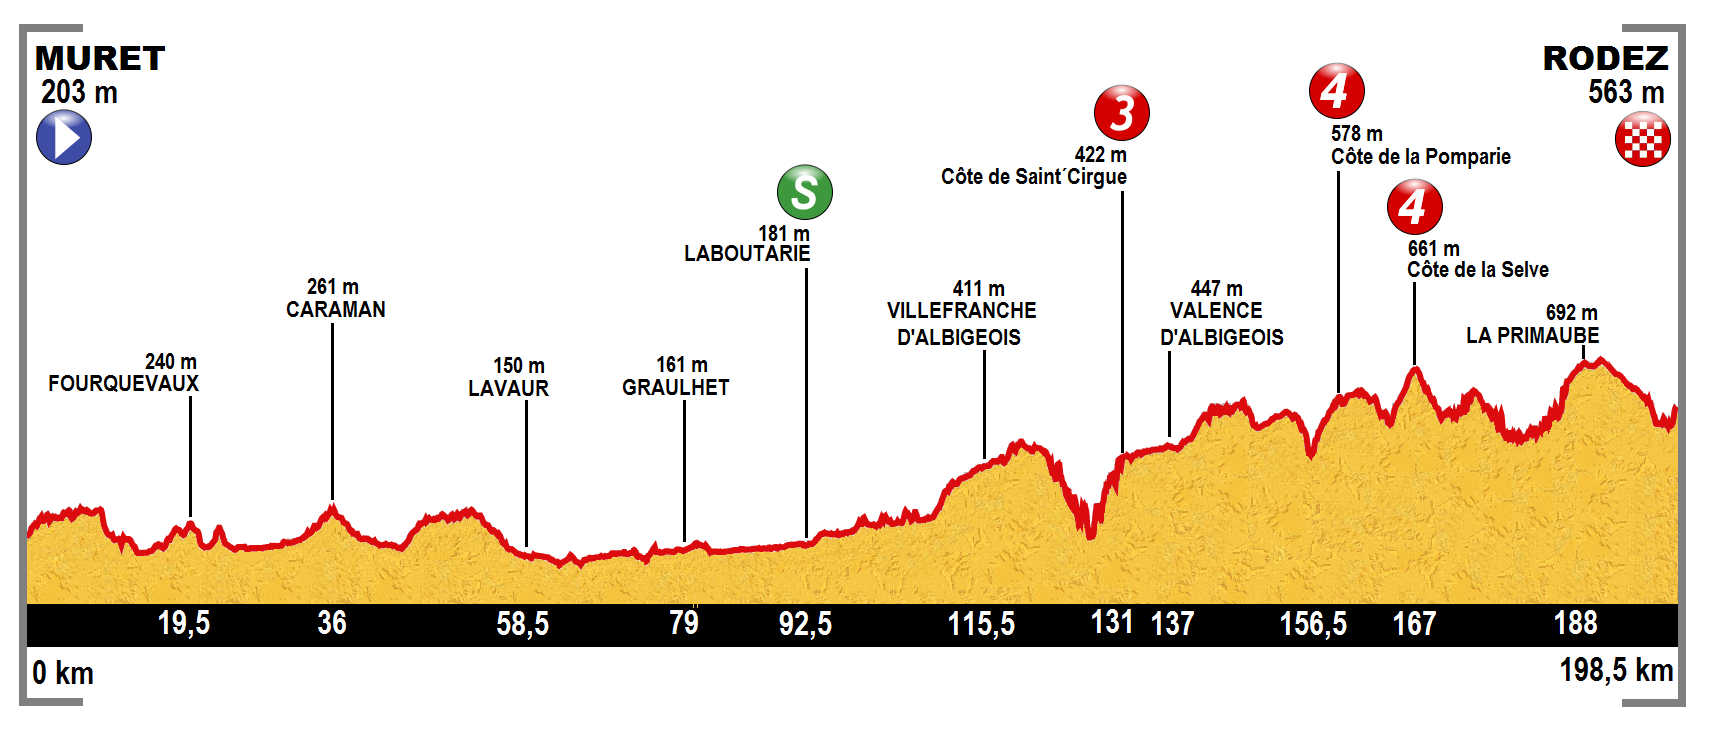 MURET
203 m
RODEZ
563 m
3
422 m
Côte de Saint´Cirgue
4
578 m
Côte de la Pomparie
4
661 m
Côte de la Selve
S
181 m
LABOUTARIE
261 m
CARAMAN
411 m
VILLEFRANCHE
D'ALBIGEOIS
447 m
VALENCE
D'ALBIGEOIS
692 m
LA PRIMAUBE
240 m
FOURQUEVAUX
150 m
LAVAUR
161 m
GRAULHET
19,5 36 58,5 79 92,5 115,5 131 137 156,5 167 188
0 km
198,5 km